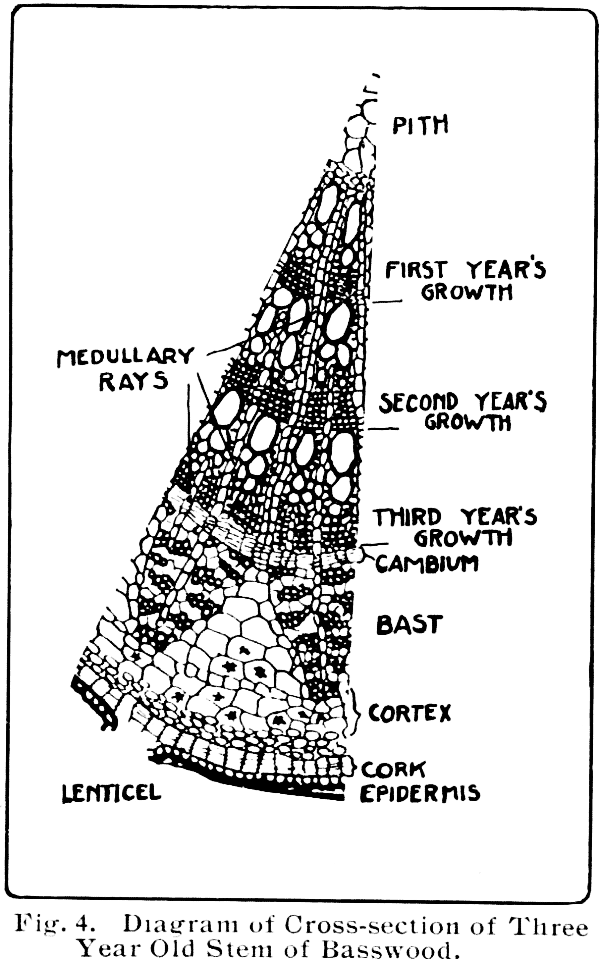 PITH
FIRST YEAR'S
GROWTH
MEDULLARY
RAYS
SECOND YEAR'S
GROWTH
THIRD YEAR'S
GROWTH
CAMBIUM
BAST
CORTEX
CORK
LENTICEL
EPIDERMIS
Fig. 4. Diagram of Cross-section of Three
Year Old Stem of Basswood.